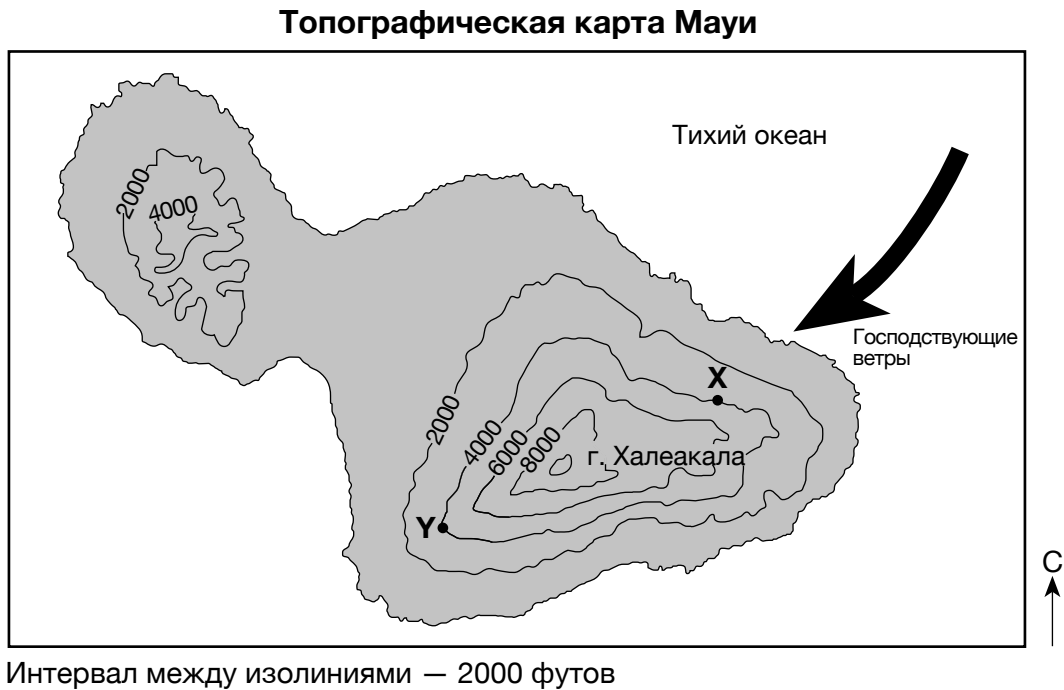 Топографическая карта Мауи
Тихий океан
2000
4000
Господствующие
ветры
X
2000
4000
6000
8000
г. Халеакала
Y
С
Интервал между изолиниями — 2000 футов